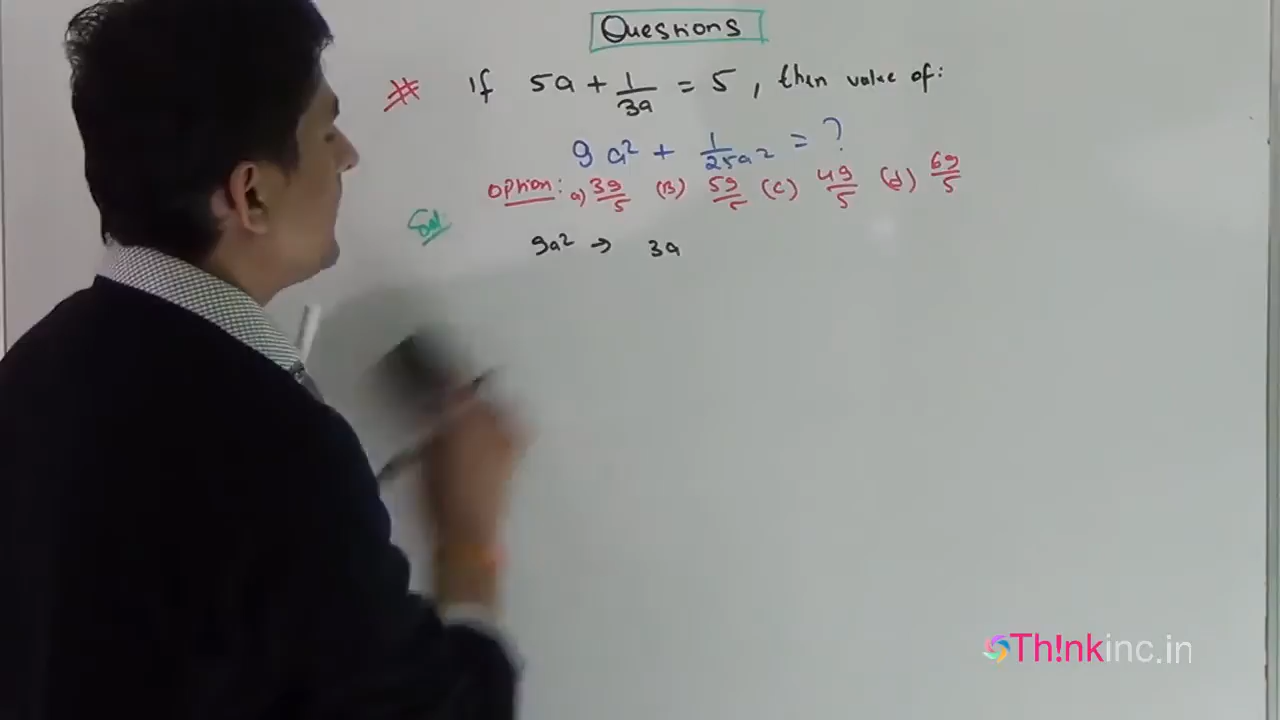 Questions
If 5a + 1/3a = 5, then value of:
9a² + 1/25a² = ?
Option: a) 39/5 (B) 59/5 (c) 49/5 (d) 69/5
Sol
9a² → 3a
Th!nkinc.in